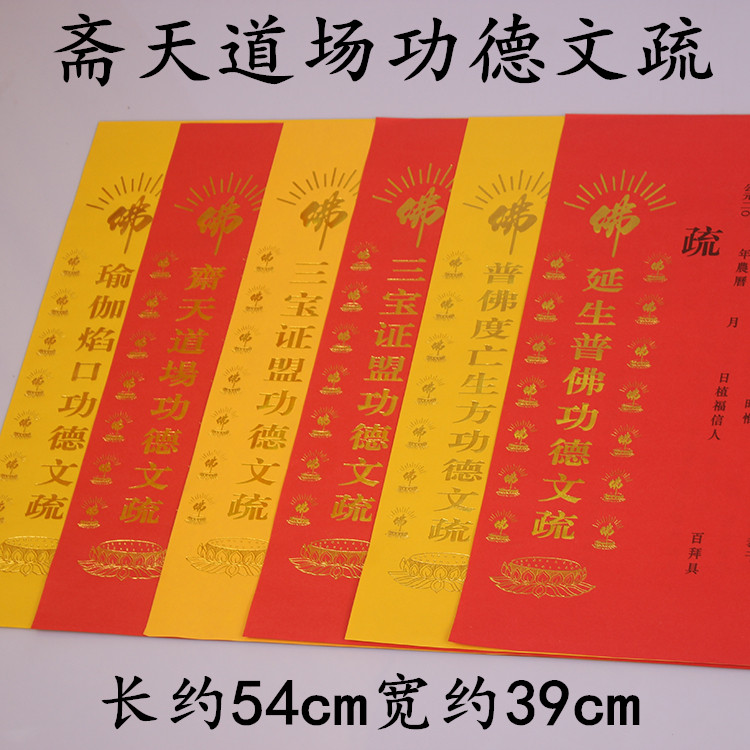 斋天道场功德文疏
佛
瑜伽焰口功德文疏
佛
齋天道場功德文疏
佛
三宝证盟功德文疏
佛
三宝证盟功德文疏
佛
普佛度亡生方功德文疏
佛
延生普佛功德文疏
疏
年農曆
月
日植福信人
百拜具
长约54cm宽约39cm